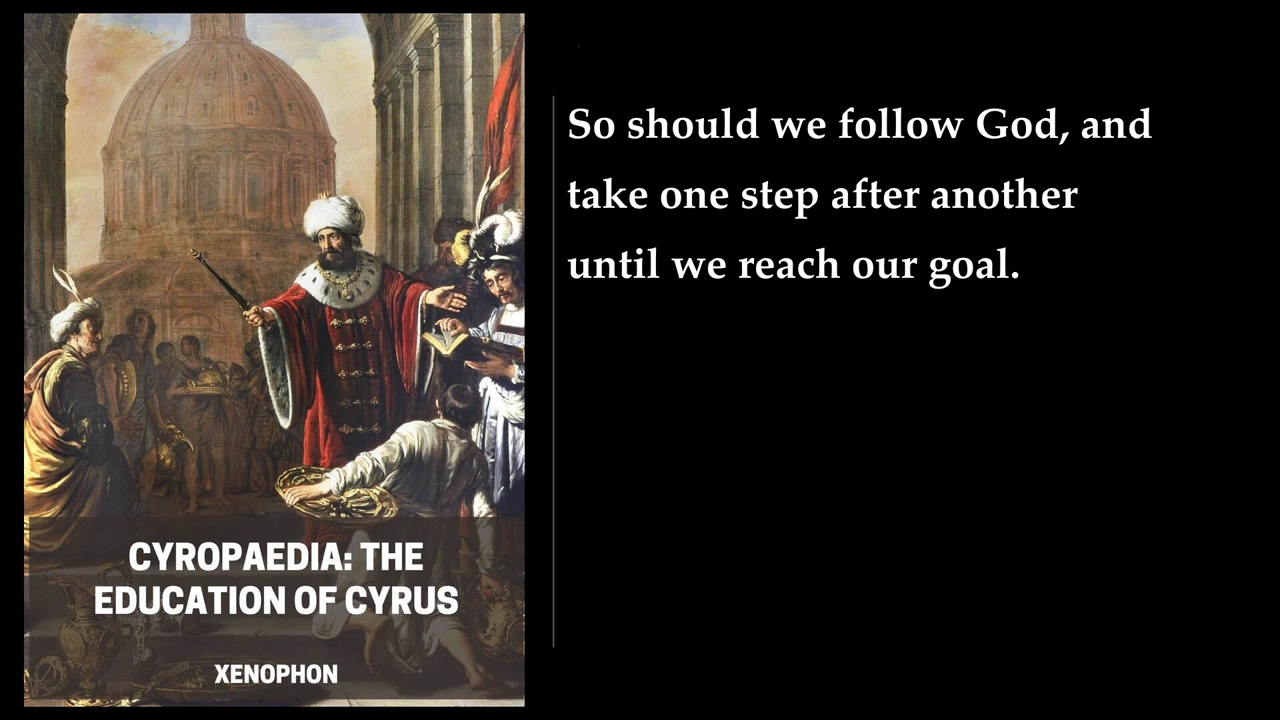 So should we follow God, and
take one step after another
until we reach our goal.
CYROPAEDIA: THE
EDUCATION OF CYRUS
XENOPHON